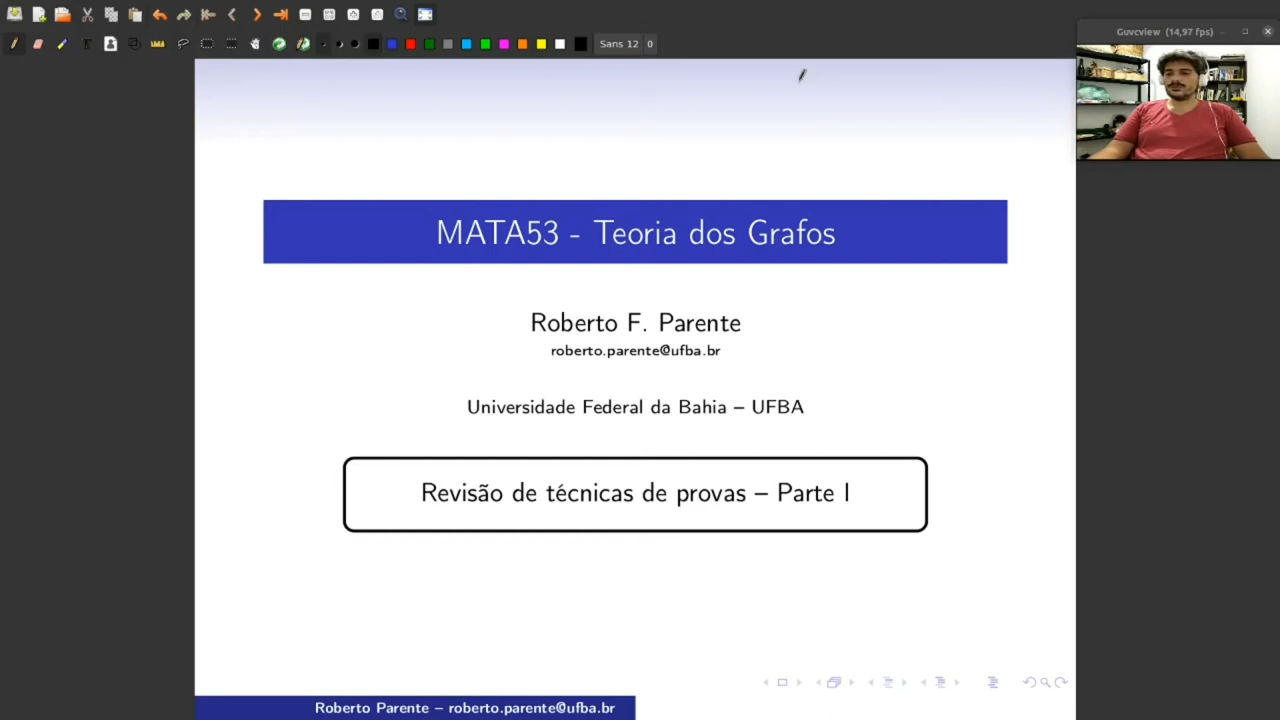 Sans 12 0
Guvcview (14,97 fps)
MATA53 - Teoria dos Grafos
Roberto F. Parente
roberto.parente@ufba.br
Universidade Federal da Bahia – UFBA
Revisão de técnicas de provas – Parte I
Roberto Parente – roberto.parente@ufba.br